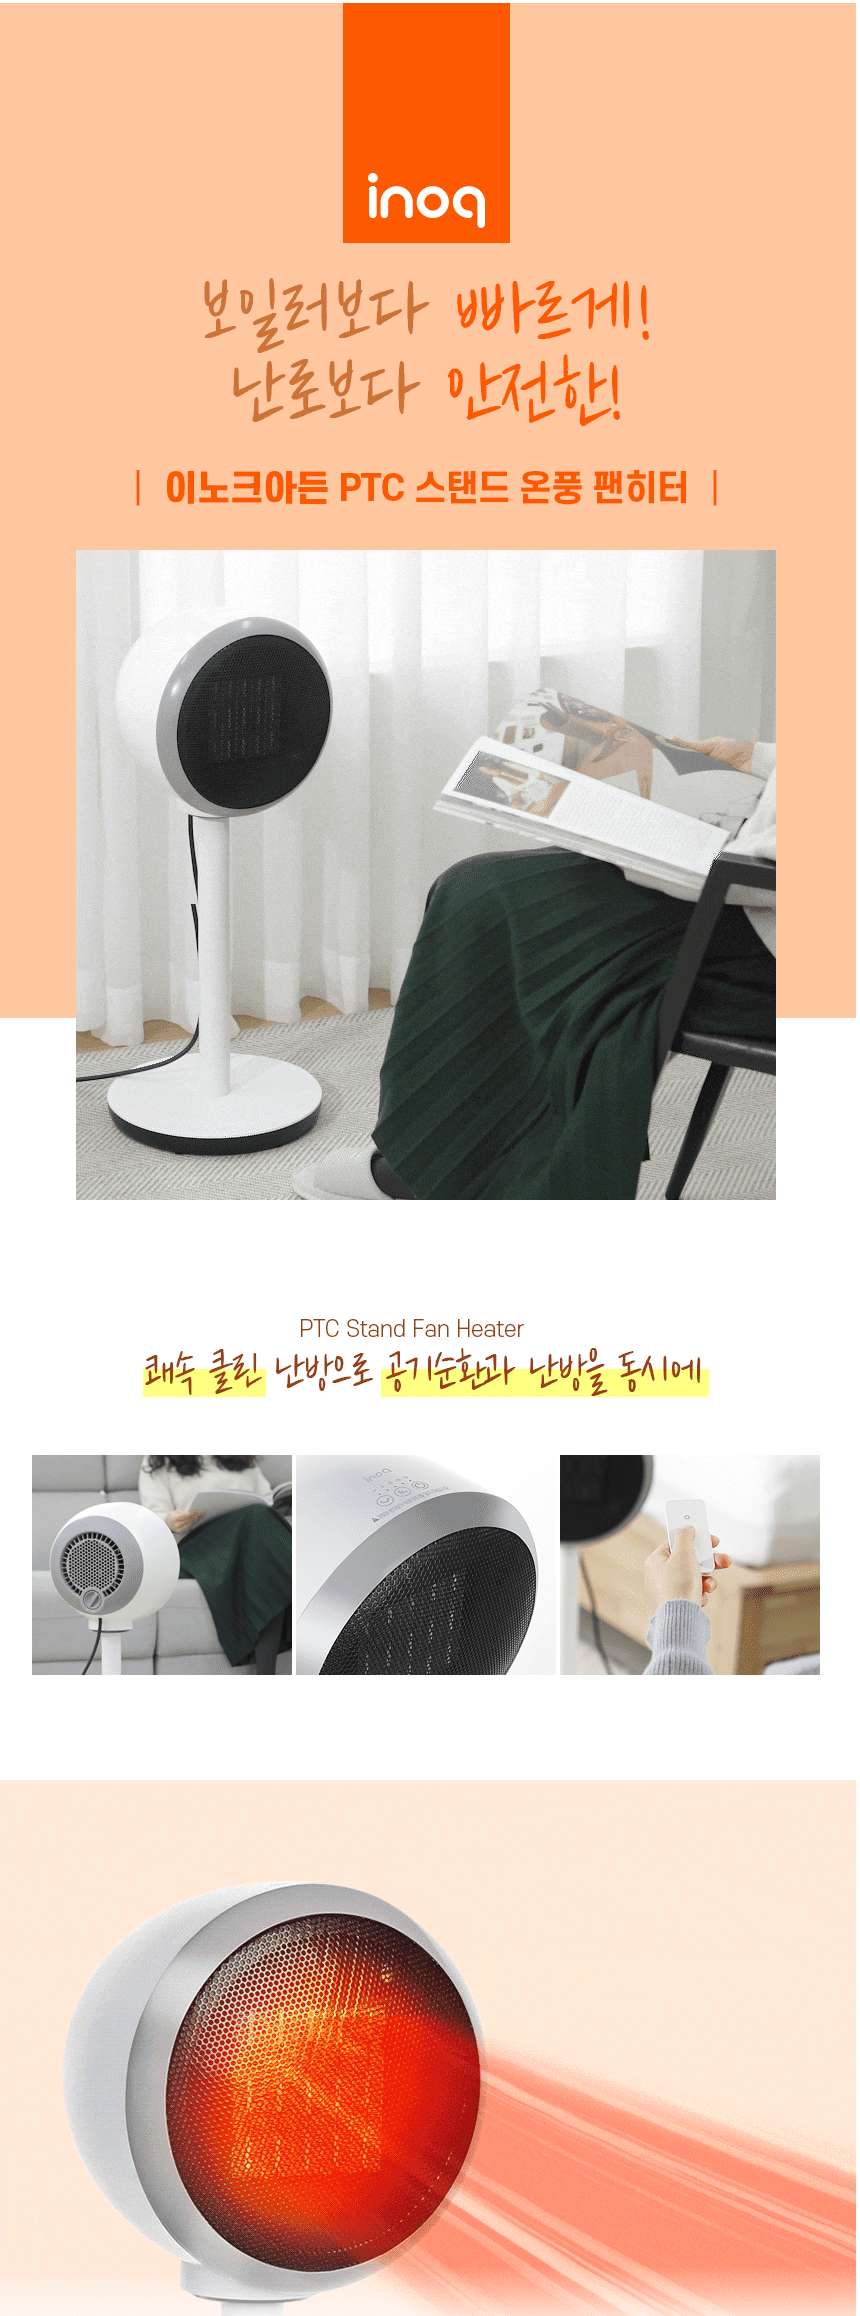 inoq
보일러보다 빠르게!
난로보다 안전한!
| 이노크아든 PTC 스탠드 온풍 팬히터 |
PTC Stand Fan Heater
쾌속 클린 난방으로 공기순환과 난방을 동시에
inoq